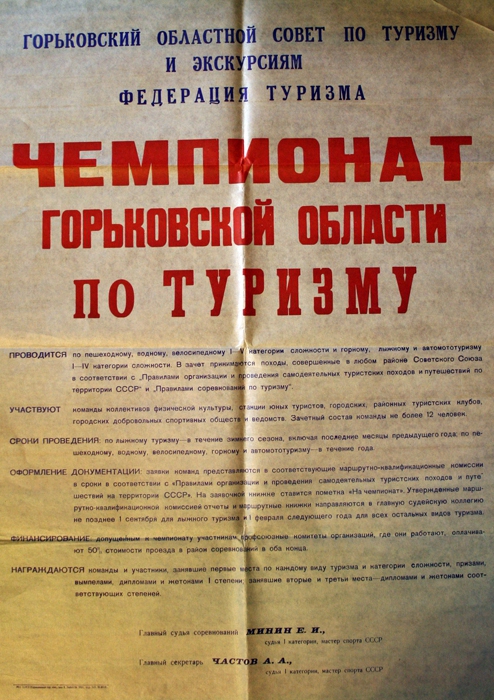 ГОРЬКОВСКИЙ ОБЛАСТНОЙ СОВЕТ ПО ТУРИЗМУ
И ЭКСКУРСИЯМ
ФЕДЕРАЦИЯ ТУРИЗМА
ЧЕМПИОНАТ
ГОРЬКОВСКОЙ ОБЛАСТИ
ПО ТУРИЗМУ
ПРОВОДИТСЯ по пешеходному, водному, велосипедному I—V категории сложности и горному, лыжному и автомототуризму
I—IV категории сложности. В зачет принимаются походы, совершенные в любом районе Советского Союза
в соответствии с „Правилами организации и проведения самодеятельных туристских походов и путешествий по
территории СССР" и „Правилами соревнований по туризму".
УЧАСТВУЮТ команды коллективов физической культуры, станции юных туристов, городских, районных туристских клубов,
городских добровольных спортивных обществ и ведомств. Зачетный состав команды не более 12 человек.
СРОКИ ПРОВЕДЕНИЯ: по лыжному туризму—в течение зимнего сезона, включая последние месяцы предыдущего года; по пе-
шеходному, водному, велосипедному, горному и автомототуризму—в течение года
ОФОРМЛЕНИЕ ДОКУМЕНТАЦИИ: заявки команд представляются в соответствующие маршрутно-квалификационные комиссии
в сроки в соответствии с «Правилами организации и проведения самодеятельных туристских походов и путе
шествий на территории СССР». На заявочной книжке ставится пометка «На чемпионат». Утвержденные марш-
рутно-квалификационной комиссией отчеты и маршрутные книжки направляются в главную судейскую коллегию
не позднее 1 сентября для лыжного туризма и 1 февраля следующего года для всех остальных видов туризма,
ФИНАНСИРОВАНИЕ: допущенным к чемпионату участникам профсоюзные комитеты организаций, где они работают, оплачива-
ют 50% стоимости проезда в район соревнований в оба конца.
НАГРАЖДАЮТСЯ команды и участники, занявшие первые места по каждому виду туризма и категории сложности, призами,
вымпелами, дипломами и жетонами I степени, занявшие вторые и третьи места—дипломами и жетонами соот-
ветствующих степеней.
Главный судья соревнований МИНИН Е. И.,
судья I категории, мастер спорта СССР
Главный секретарь ЧАСТОВ А. А.,
судья I категории, мастер спорта СССР